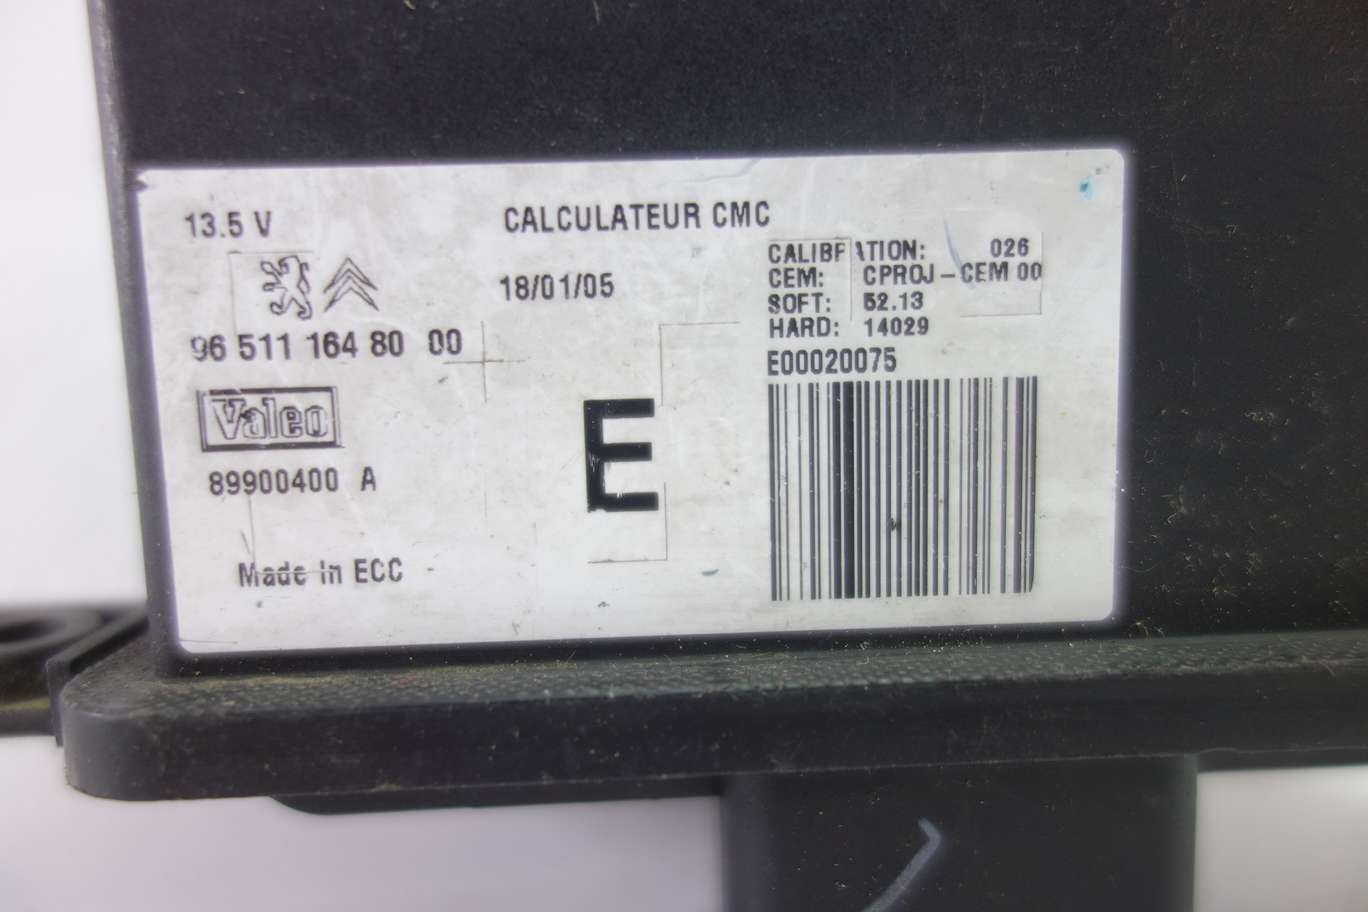 13.5 V
CALCULATEUR CMC
18/01/05
96 511 164 80 00
Valeo
89900400 A
Made in ECC
E
CALIBRATION: 026
CEM: CPROJ-CEM 00
SOFT: 52.13
HARD: 14029
E00020075